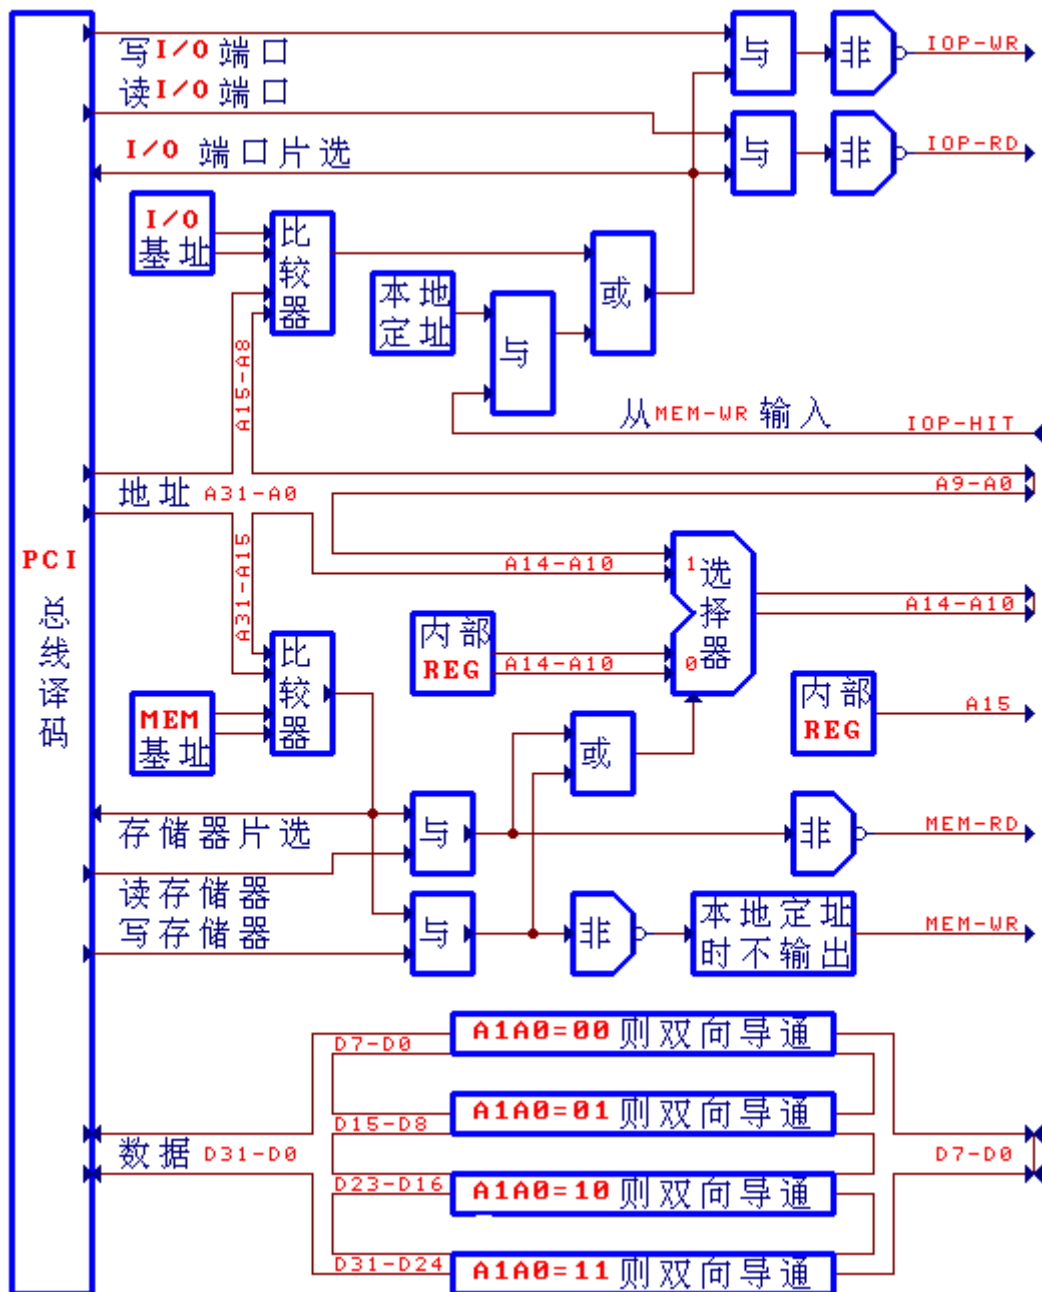 写I/O端口
与
非
IOP-WR
读I/O端口
I/O 端口片选
与
非
IOP-RD
I/O
基址
比较器
本地
定址
与
或
A15-A8
从MEM-WR输入
IOP-HIT
地址 A31-A0
A9-A0
PCI
总线译码
A31-A15
A14-A10
1
选择器
0
A14-A10
内部
REG
A14-A10
内部
REG
A15
比较器
MEM
基址
或
存储器片选
与
非
MEM-RD
读存储器
写存储器
与
非
本地定址
时不输出
MEM-WR
A1A0=00则双向导通
D7-D0
A1A0=01则双向导通
D15-D8
数据 D31-D0
D7-D0
A1A0=10则双向导通
D23-D16
A1A0=11则双向导通
D31-D24